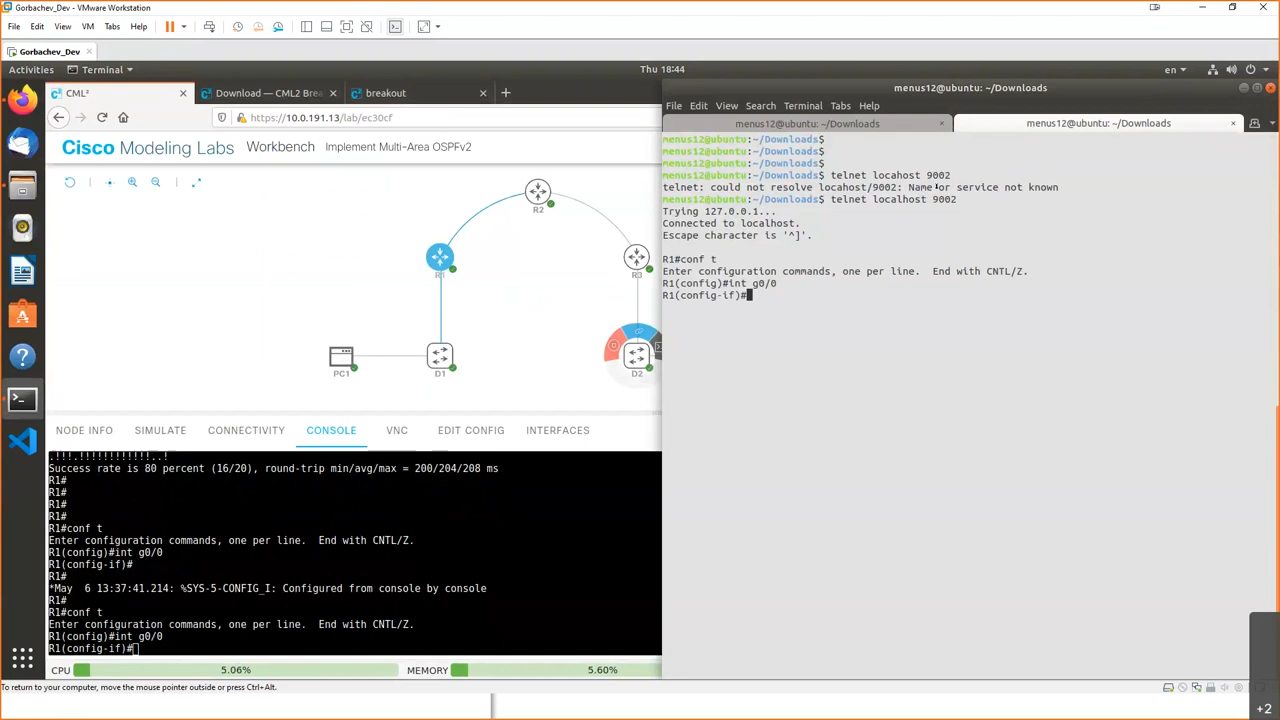 Gorbachev_Dev - VMware Workstation
File Edit View VM Tabs Help
Gorbachev_Dev
Activities Terminal Thu 18:44 en
CML²
Download — CML2 Brea
breakout
https://10.0.191.13/lab/ec30cf
Cisco Modeling Labs Workbench Implement Multi-Area OSPFv2
R2
R1
R3
PC1
D1
D2
NODE INFO SIMULATE CONNECTIVITY CONSOLE VNC EDIT CONFIG INTERFACES
.!!!.!!!!!!!!!!!!..!
Success rate is 80 percent (16/20), round-trip min/avg/max = 200/204/208 ms
R1#
R1#
R1#
R1#
R1#conf t
Enter configuration commands, one per line.  End with CNTL/Z.
R1(config)#int g0/0
R1(config-if)#
R1#
*May  6 13:37:41.214: %SYS-5-CONFIG_I: Configured from console by console
R1#
R1#conf t
Enter configuration commands, one per line.  End with CNTL/Z.
R1(config)#int g0/0
R1(config-if)#
CPU 5.06% MEMORY 5.60%
menus12@ubuntu: ~/Downloads
File Edit View Search Terminal Tabs Help
menus12@ubuntu: ~/Downloads
menus12@ubuntu: ~/Downloads
menus12@ubuntu:~/Downloads$
menus12@ubuntu:~/Downloads$
menus12@ubuntu:~/Downloads$
menus12@ubuntu:~/Downloads$ telnet locahost 9002
telnet: could not resolve locahost/9002: Name or service not known
menus12@ubuntu:~/Downloads$ telnet localhost 9002
Trying 127.0.0.1...
Connected to localhost.
Escape character is '^]'.
R1#conf t
Enter configuration commands, one per line.  End with CNTL/Z.
R1(config)#int g0/0
R1(config-if)#
To return to your computer, move the mouse pointer outside or press Ctrl+Alt.
+2